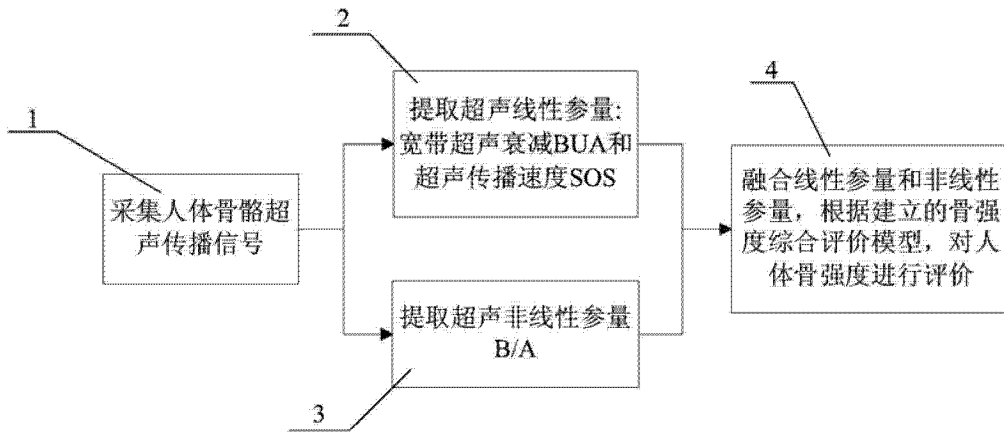 1
采集人体骨骼超
声传播信号
2
提取超声线性参量:
宽带超声衰减BUA和
超声传播速度SOS
提取超声非线性参量
B/A
3
4
融合线性参量和非线性
参量，根据建立的骨强
度综合评价模型，对人
体骨强度进行评价